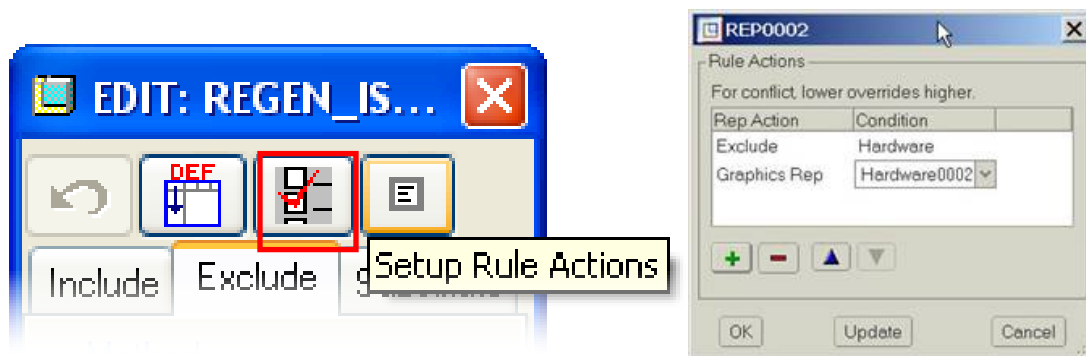 EDIT: REGEN_IS...
DEF
Setup Rule Actions
Include Exclude
REP0002
Rule Actions
For conflict, lower overrides higher.
Rep Action Condition
Exclude Hardware
Graphics Rep Hardware0002
OK Update Cancel